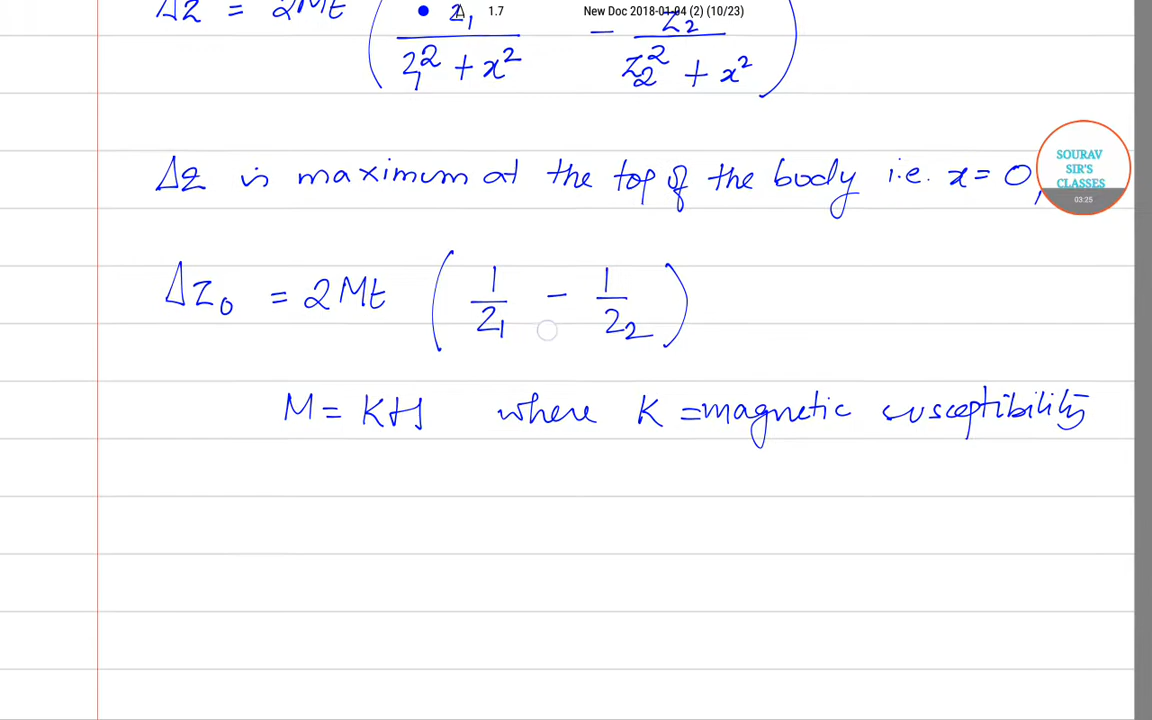 1.7 New Doc 2018-01-04 (2) (10/23)
ΔZ = 2Mt ( Z₁ / (Z₁² + x²) − Z₂ / (Z₂² + x²) )
ΔZ is maximum at the top of the body i.e. x = 0,
SOURAV
SIR'S
CLASSES
03:25
ΔZ₀ = 2Mt ( 1/Z₁ − 1/Z₂ )
M = KH where K = magnetic susceptibility